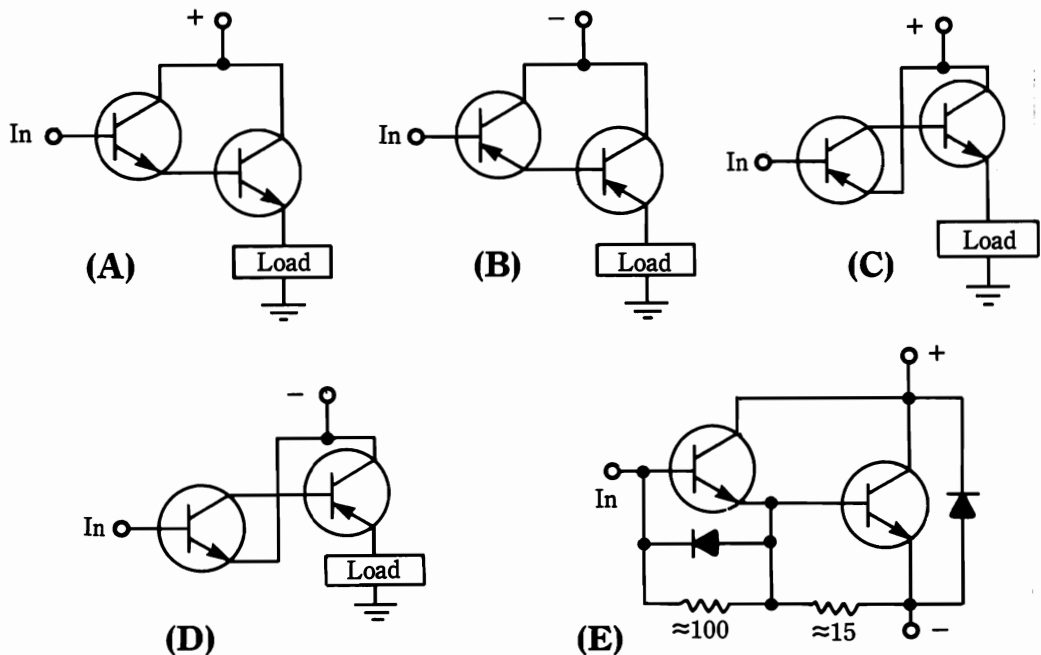 +
In
Load
(A)
−
In
Load
(B)
+
In
Load
(C)
−
In
Load
(D)
+
In
≈100
≈15
−
(E)